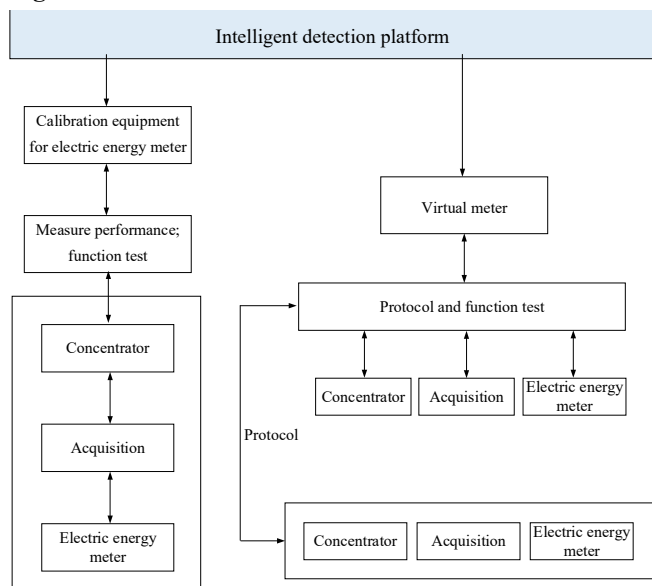 Intelligent detection platform
Calibration equipment
for electric energy meter
Measure performance;
function test
Concentrator
Acquisition
Electric energy
meter
Virtual meter
Protocol and function test
Concentrator
Acquisition
Electric energy
meter
Protocol
Concentrator
Acquisition
Electric energy
meter